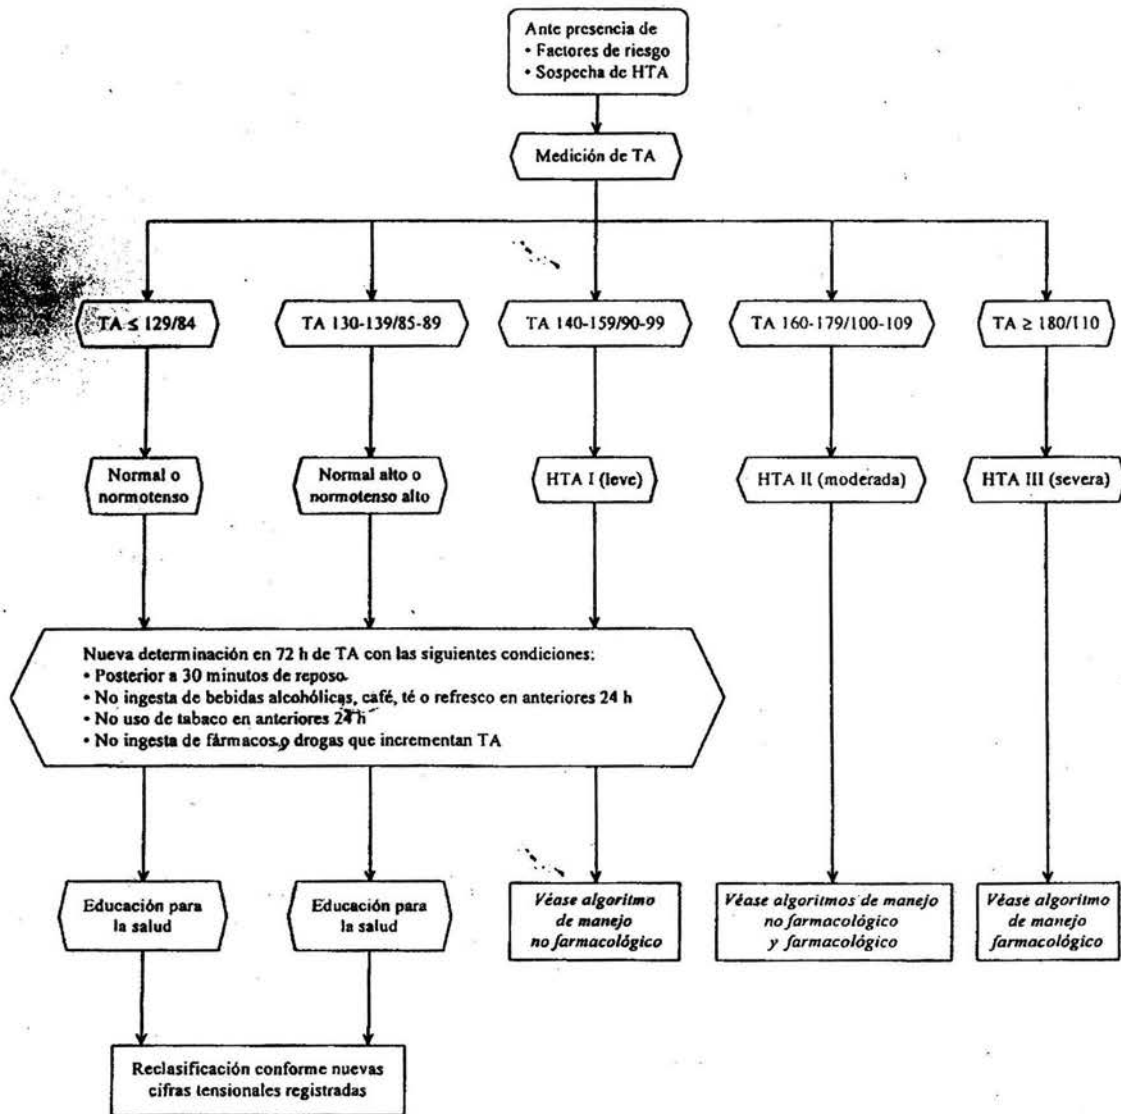 Ante presencia de
• Factores de riesgo
• Sospecha de HTA
Medición de TA
TA ≤ 129/84
TA 130-139/85-89
TA 140-159/90-99
TA 160-179/100-109
TA ≥ 180/110
Normal o
normotenso
Normal alto o
normotenso alto
HTA I (leve)
HTA II (moderada)
HTA III (severa)
Nueva determinación en 72 h de TA con las siguientes condiciones:
• Posterior a 30 minutos de reposo
• No ingesta de bebidas alcohólicas, café, té o refresco en anteriores 24 h
• No uso de tabaco en anteriores 24 h
• No ingesta de fármacos o drogas que incrementan TA
Educación para
la salud
Educación para
la salud
Véase algoritmo
de manejo
no farmacológico
Véase algoritmos de manejo
no farmacológico
y farmacológico
Véase algoritmo
de manejo
farmacológico
Reclasificación conforme nuevas
cifras tensionales registradas